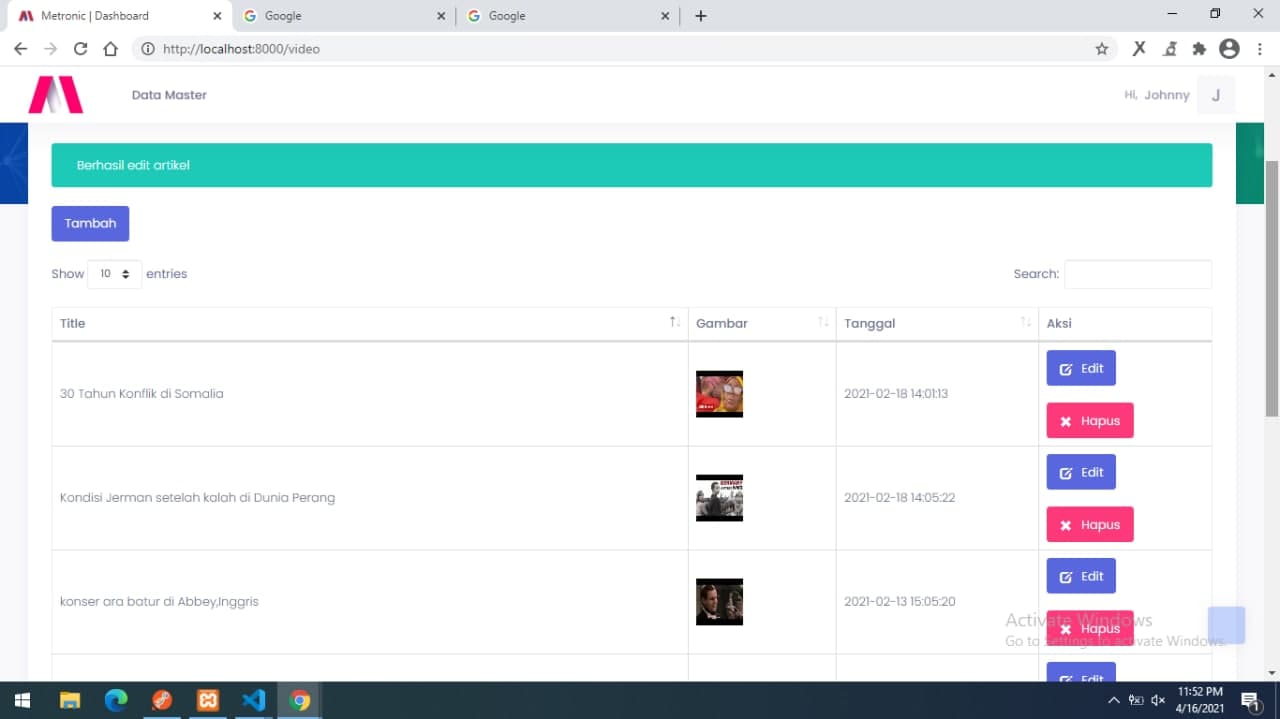 Metronic | Dashboard
Google
Google
http://localhost:8000/video
Data Master
Hi, Johnny
J
Berhasil edit artikel
Tambah
Show 10 entries
Search:
Title Gambar Tanggal Aksi
30 Tahun Konflik di Somalia 2021-02-18 14:01:13 Edit
Hapus
Kondisi Jerman setelah kalah di Dunia Perang 2021-02-18 14:05:22 Edit
Hapus
konser ara batur di Abbey,Inggris 2021-02-13 15:05:20 Edit
Hapus
Activate Windows
Go to Settings to activate Windows.
Edit
11:52 PM
4/16/2021
1